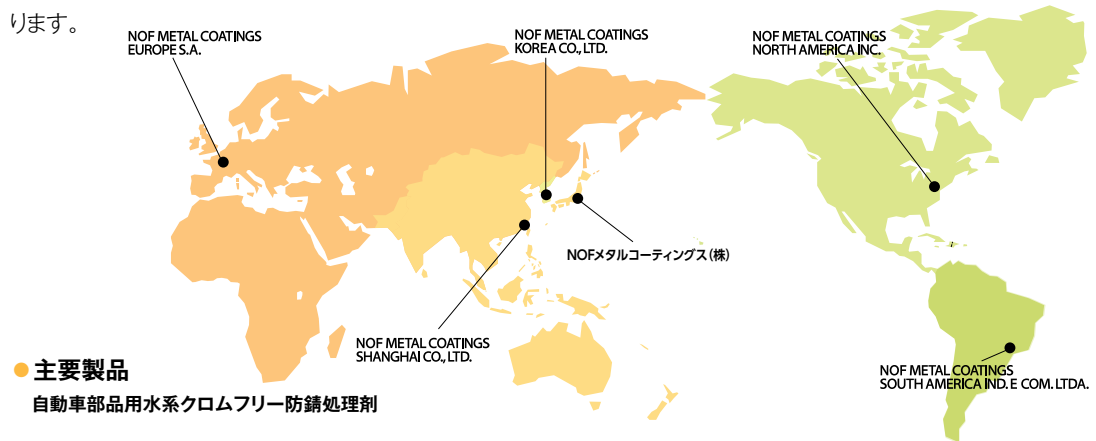 ります。
NOF METAL COATINGS
EUROPE S.A.
NOF METAL COATINGS
KOREA CO., LTD.
NOF METAL COATINGS
NORTH AMERICA INC.
NOFメタルコーティングス(株)
NOF METAL COATINGS
SHANGHAI CO., LTD.
NOF METAL COATINGS
SOUTH AMERICA IND. E COM. LTDA.
●主要製品
自動車部品用水系クロムフリー防錆処理剤